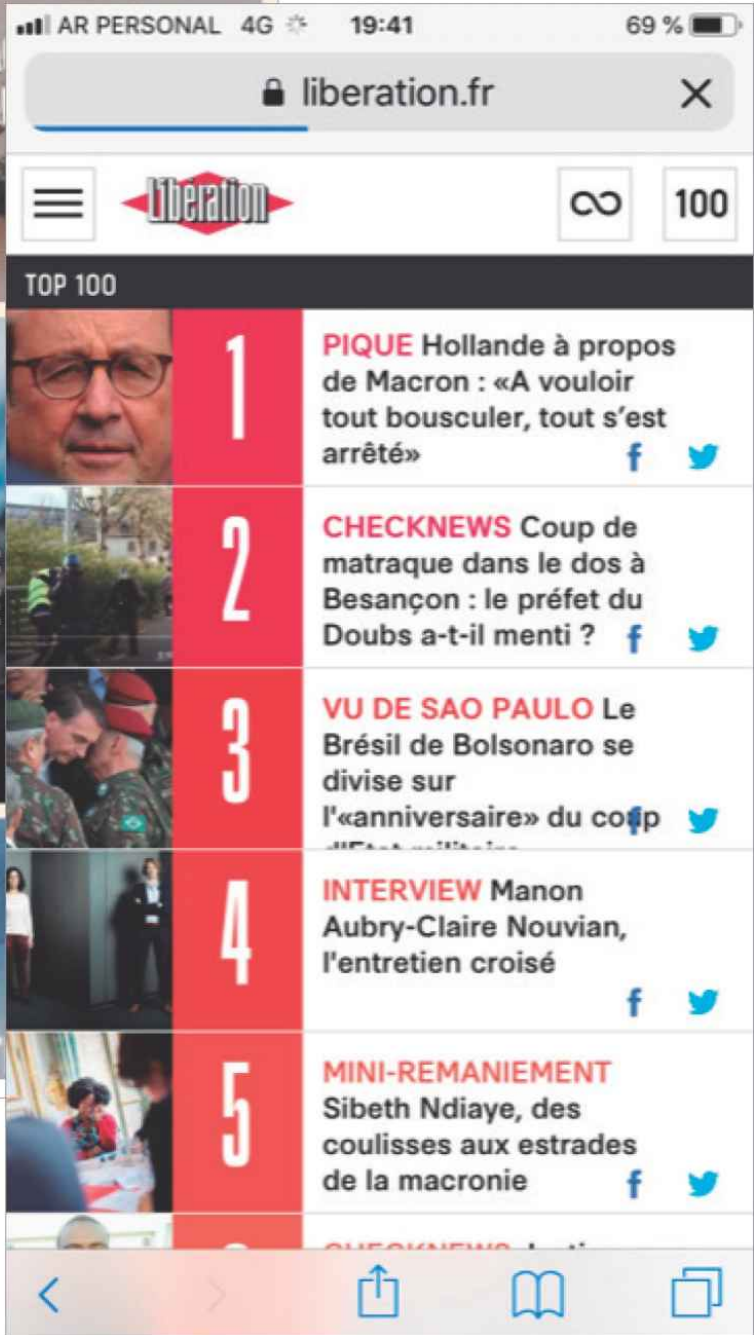 AR PERSONAL 4G 19:41 69 %
liberation.fr
Libération
100
TOP 100
1
PIQUE Hollande à propos
de Macron : «A vouloir
tout bousculer, tout s'est
arrêté»
2
CHECKNEWS Coup de
matraque dans le dos à
Besançon : le préfet du
Doubs a-t-il menti ?
3
VU DE SAO PAULO Le
Brésil de Bolsonaro se
divise sur
l'«anniversaire» du coup
d'Etat militaire
4
INTERVIEW Manon
Aubry-Claire Nouvian,
l'entretien croisé
5
MINI-REMANIEMENT
Sibeth Ndiaye, des
coulisses aux estrades
de la macronie
CHECKNEWS